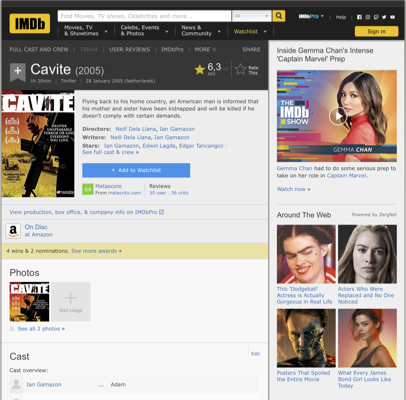 IMDb
Find Movies, TV shows, Celebrities and more...
All
IMDbPro
Help
Movies, TV
& Showtimes
Celebs, Events
& Photos
News &
Community
Watchlist
Sign in
FULL CAST AND CREW | TRIVIA | USER REVIEWS | IMDbPro | MORE
SHARE
Cavite (2005)
1h 20min | Thriller | 28 January 2005 (Netherlands)
6,3
Rate
This
CAVITE
Flying back to his home country, an American man is informed that
his mother and sister have been kidnapped and will be killed if he
doesn't comply with certain demands.
Directors: Neill Dela Llana, Ian Gamazon
Writers: Neill Dela Llana, Ian Gamazon
Stars: Ian Gamazon, Edwin Lagda, Edgar Tancangco
See full cast & crew »
+ Add to Watchlist
64
Metascore
From metacritic.com
Reviews
35 user | 36 critic
View production, box office, & company info on IMDbPro
a
On Disc
at Amazon
4 wins & 2 nominations. See more awards »
Photos
CAVITE
Add Image
See all 2 photos »
Cast
Edit
Cast overview:
Ian Gamazon ... Adam
Inside Gemma Chan's Intense
'Captain Marvel' Prep
THE
IMDb
SHOW
GEMMA CHAN
Gemma Chan had to do some serious prep to
take on her role in Captain Marvel.
Watch now »
Around The Web
Powered by ZergNet
This 'Dodgeball'
Actress is Actually
Gorgeous in Real Life
Actors Who Were
Replaced and No One
Noticed
Posters That Spoiled
the Entire Movie
What Every James
Bond Girl Looks Like
Today